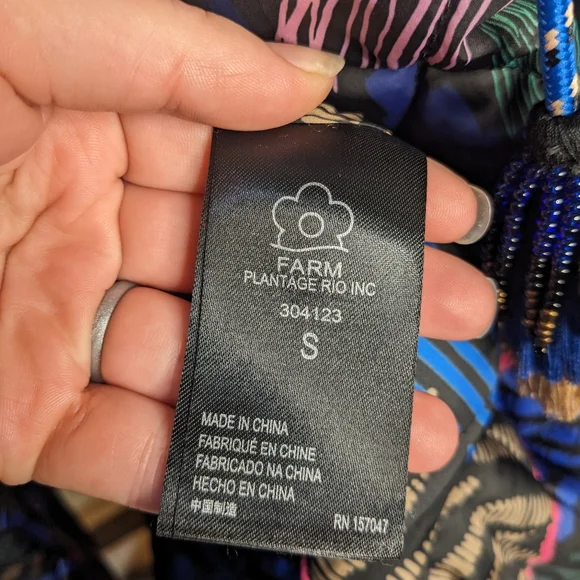 FARM
PLANTAGE RIO INC
304123
S
MADE IN CHINA
FABRIQUÉ EN CHINE
FABRICADO NA CHINA
HECHO EN CHINA
中国制造
RN 157047